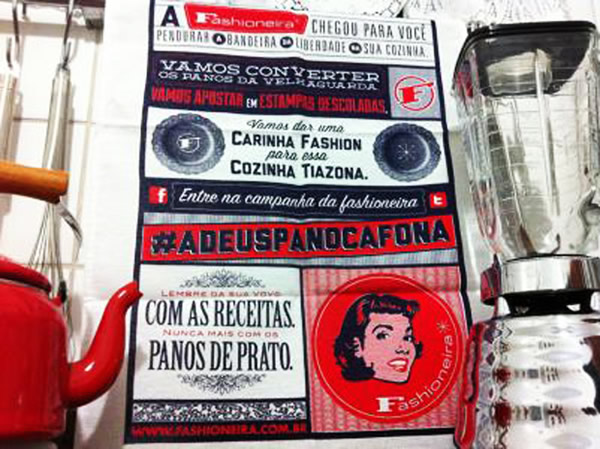 A Fashioneira CHEGOU PARA VOCÊ
PENDURAR A BANDEIRA DA LIBERDADE NA SUA COZINHA.
VAMOS CONVERTER
OS PANOS DA VELHAGUARDA
VAMOS APOSTAR EM ESTAMPAS DESCOLADAS.
F
F
Vamos dar uma
CARINHA FASHION
para essa
COZINHA TIAZONA.
f Entre na campanha da fashioneira t
#ADEUSPANOCAFONA
LEMBRE DA SUA VOVÓ
COM AS RECEITAS.
NUNCA MAIS COM OS
PANOS DE PRATO.
Fashioneira
WWW.FASHIONEIRA.COM.BR